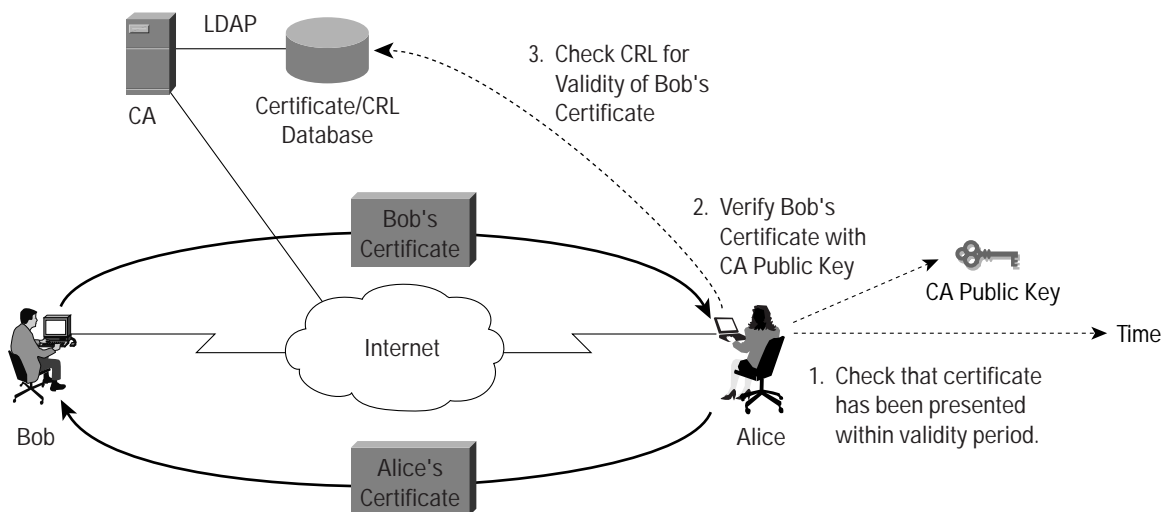 LDAP
CA
Certificate/CRL
Database
3. Check CRL for
Validity of Bob's
Certificate
Bob's
Certificate
2. Verify Bob's
Certificate with
CA Public Key
CA Public Key
Internet
Time
1. Check that certificate
has been presented
within validity period.
Bob
Alice
Alice's
Certificate